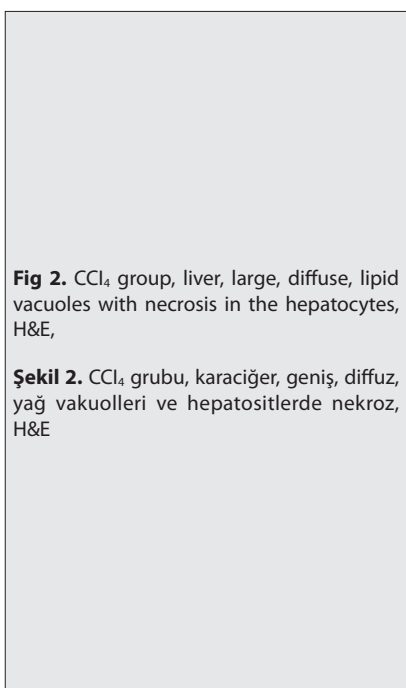 Fig 2. CCl₄ group, liver, large, diffuse, lipid
vacuoles with necrosis in the hepatocytes,
H&E,
Şekil 2. CCl₄ grubu, karaciğer, geniş, diffuz,
yağ vakuolleri ve hepatositlerde nekroz,
H&E